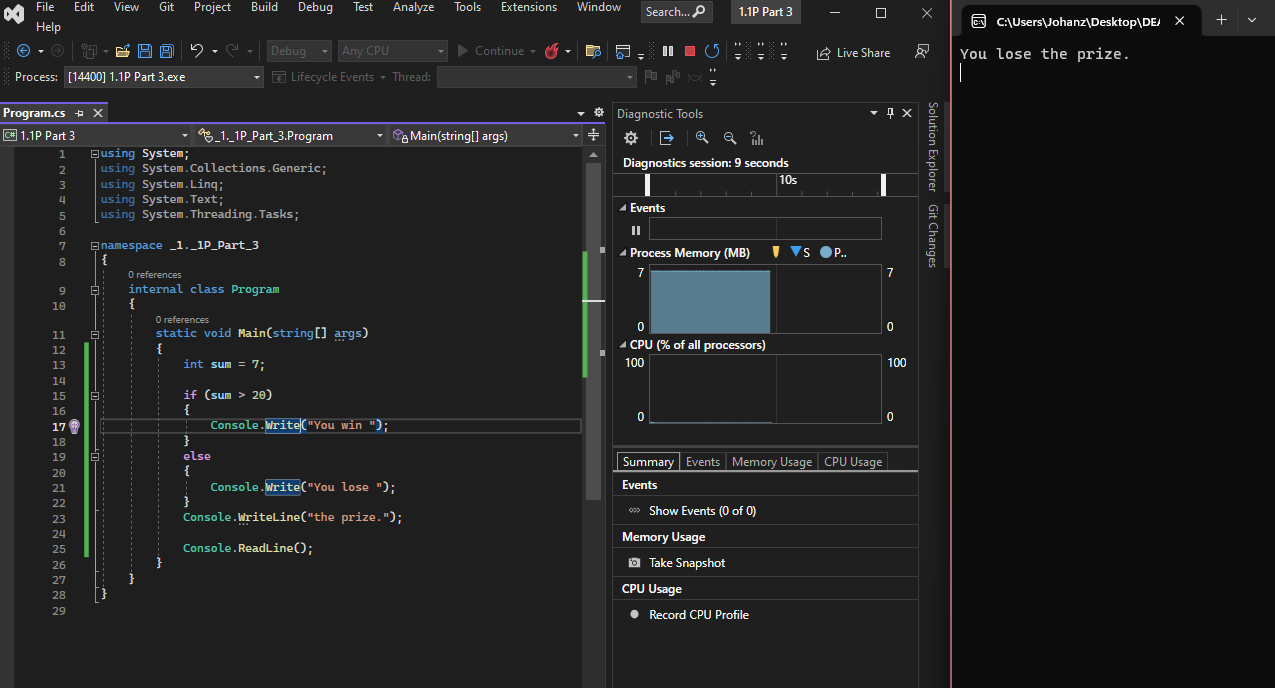 File Edit View Git Project Build Debug Test Analyze Tools Extensions Window Search... 1.1P Part 3
Help
Debug Any CPU Continue Live Share
Process: [14400] 1.1P Part 3.exe Lifecycle Events Thread:
Program.cs
C# 1.1P Part 3 _1._1P_Part_3.Program Main(string[] args)
1 using System;
2 using System.Collections.Generic;
3 using System.Linq;
4 using System.Text;
5 using System.Threading.Tasks;
6
7 namespace _1._1P_Part_3
8 {
0 references
9 internal class Program
10 {
0 references
11 static void Main(string[] args)
12 {
13 int sum = 7;
14
15 if (sum > 20)
16 {
17 Console.Write("You win ");
18 }
19 else
20 {
21 Console.Write("You lose ");
22 }
23 Console.WriteLine("the prize.");
24
25 Console.ReadLine();
26 }
27 }
28 }
29
Diagnostic Tools
Diagnostics session: 9 seconds
10s
Events
Process Memory (MB) S P..
7 7
0 0
CPU (% of all processors)
100 100
0 0
Summary Events Memory Usage CPU Usage
Events
Show Events (0 of 0)
Memory Usage
Take Snapshot
CPU Usage
Record CPU Profile
Solution Explorer
Git Changes
C:\Users\Johanz\Desktop\DEA
You lose the prize.